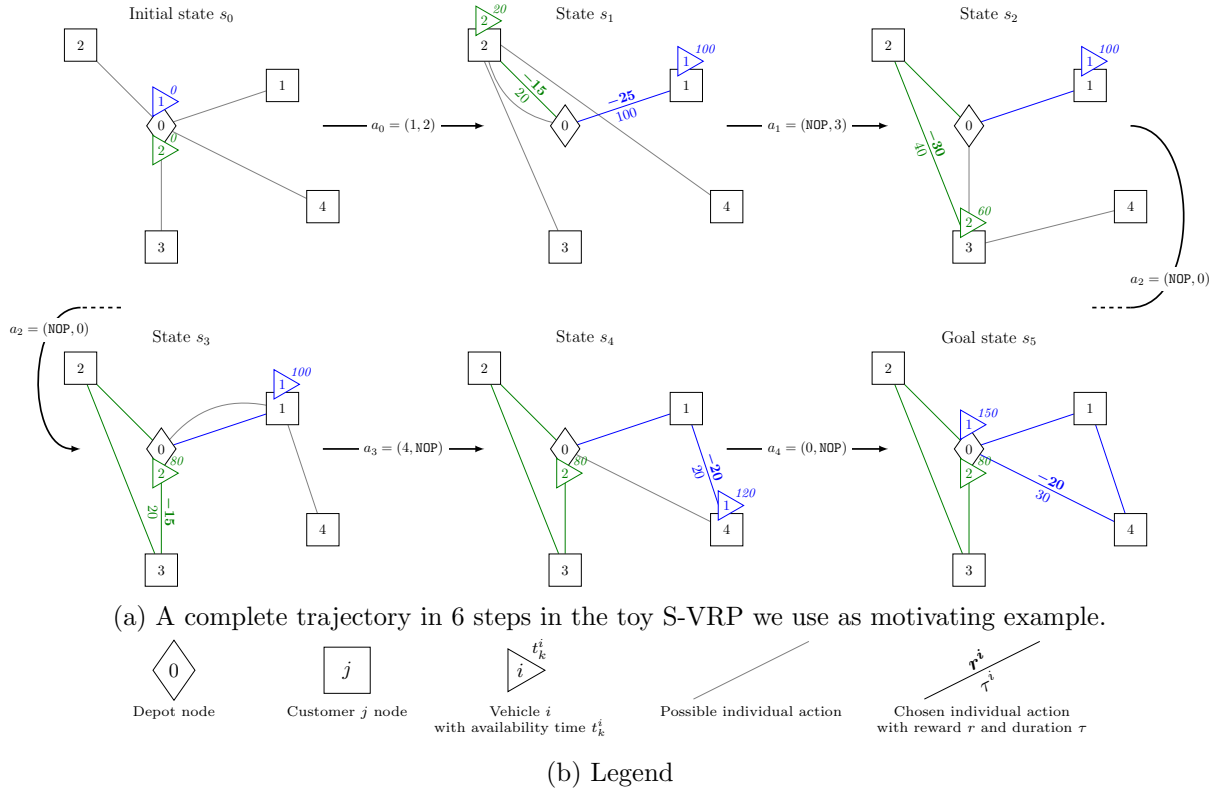 Initial state s₀
State s₁
State s₂
2
1
1
0
0
2
0
3
4
2
20
2
−15
20
0
−25
100
1
100
1
3
4
2
1
100
1
0
−30
40
2
60
3
4
a₀ = (1, 2)
a₁ = (NOP, 3)
a₂ = (NOP, 0)
a₂ = (NOP, 0)
State s₃
State s₄
Goal state s₅
2
1
100
1
0
2
80
−15
20
3
4
2
1
0
2
80
−20
20
1
120
4
3
2
1
1
150
0
2
80
−20
30
4
3
a₃ = (4, NOP)
a₄ = (0, NOP)
(a) A complete trajectory in 6 steps in the toy S-VRP we use as motivating example.
0
j
i
tᵢₖ
rⁱ
τⁱ
Depot node
Customer j node
Vehicle i
with availability time tⁱₖ
Possible individual action
Chosen individual action
with reward r and duration τ
(b) Legend